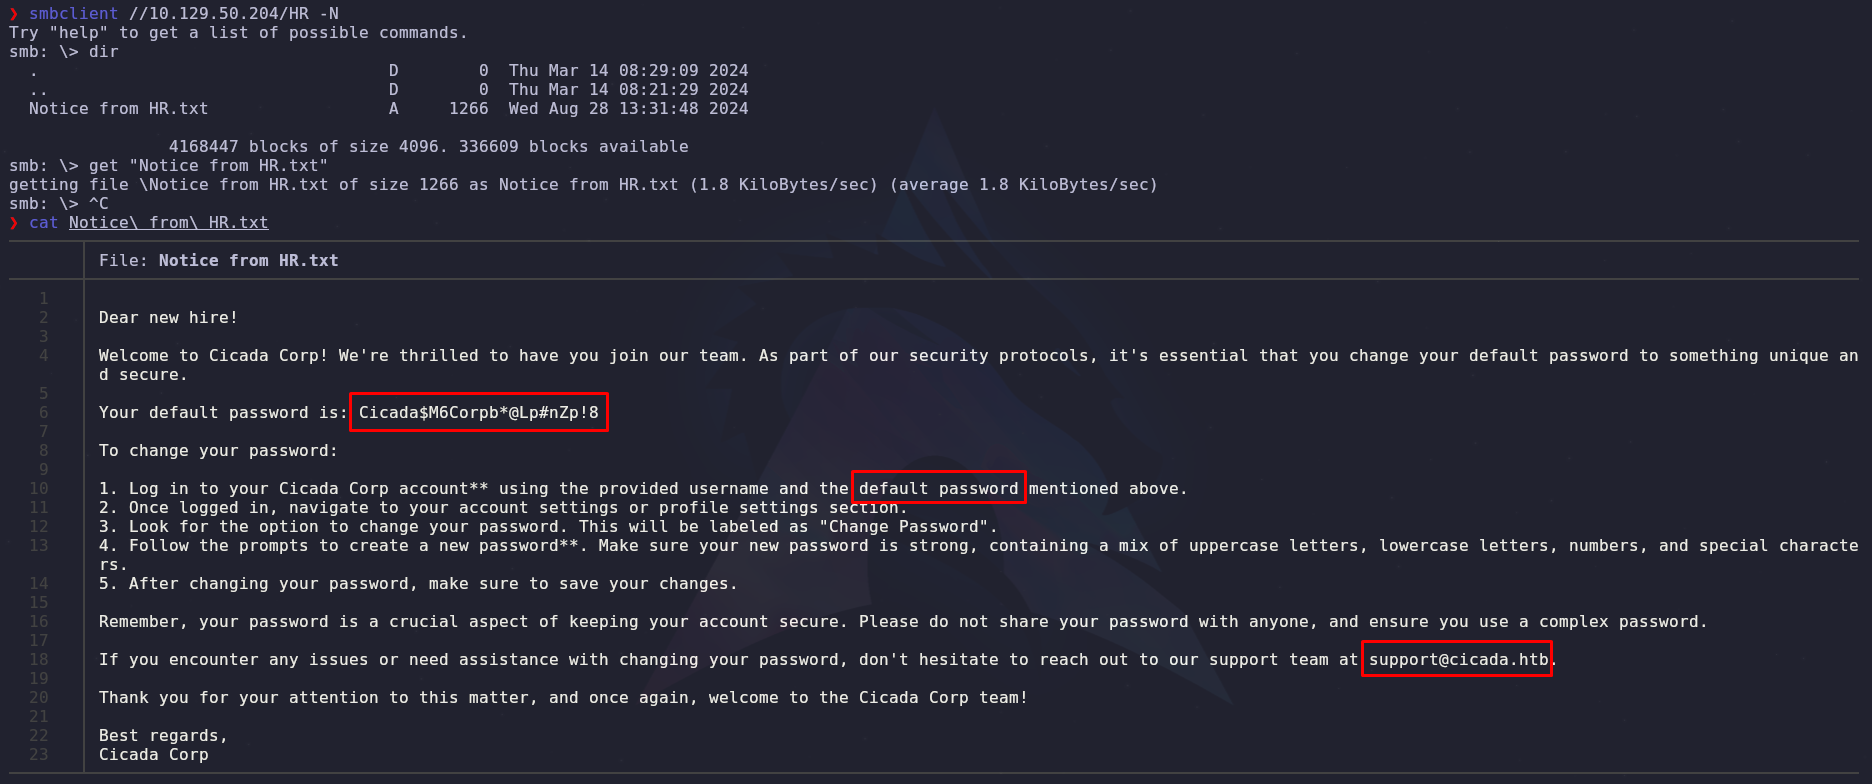 ❯ smbclient //10.129.50.204/HR -N
Try "help" to get a list of possible commands.
smb: \> dir
  .                                   D        0  Thu Mar 14 08:29:09 2024
  ..                                  D        0  Thu Mar 14 08:21:29 2024
  Notice from HR.txt                  A     1266  Wed Aug 28 13:31:48 2024
                4168447 blocks of size 4096. 336609 blocks available
smb: \> get "Notice from HR.txt"
getting file \Notice from HR.txt of size 1266 as Notice from HR.txt (1.8 KiloBytes/sec) (average 1.8 KiloBytes/sec)
smb: \> ^C
❯ cat Notice\ from\ HR.txt
File: Notice from HR.txt
1
2 Dear new hire!
3
4 Welcome to Cicada Corp! We're thrilled to have you join our team. As part of our security protocols, it's essential that you change your default password to something unique an
d secure.
5
6 Your default password is: Cicada$M6Corpb*@Lp#nZp!8
7
8 To change your password:
9
10 1. Log in to your Cicada Corp account** using the provided username and the default password mentioned above.
11 2. Once logged in, navigate to your account settings or profile settings section.
12 3. Look for the option to change your password. This will be labeled as "Change Password".
13 4. Follow the prompts to create a new password**. Make sure your new password is strong, containing a mix of uppercase letters, lowercase letters, numbers, and special characte
rs.
14 5. After changing your password, make sure to save your changes.
15
16 Remember, your password is a crucial aspect of keeping your account secure. Please do not share your password with anyone, and ensure you use a complex password.
17
18 If you encounter any issues or need assistance with changing your password, don't hesitate to reach out to our support team at support@cicada.htb.
19
20 Thank you for your attention to this matter, and once again, welcome to the Cicada Corp team!
21
22 Best regards,
23 Cicada Corp